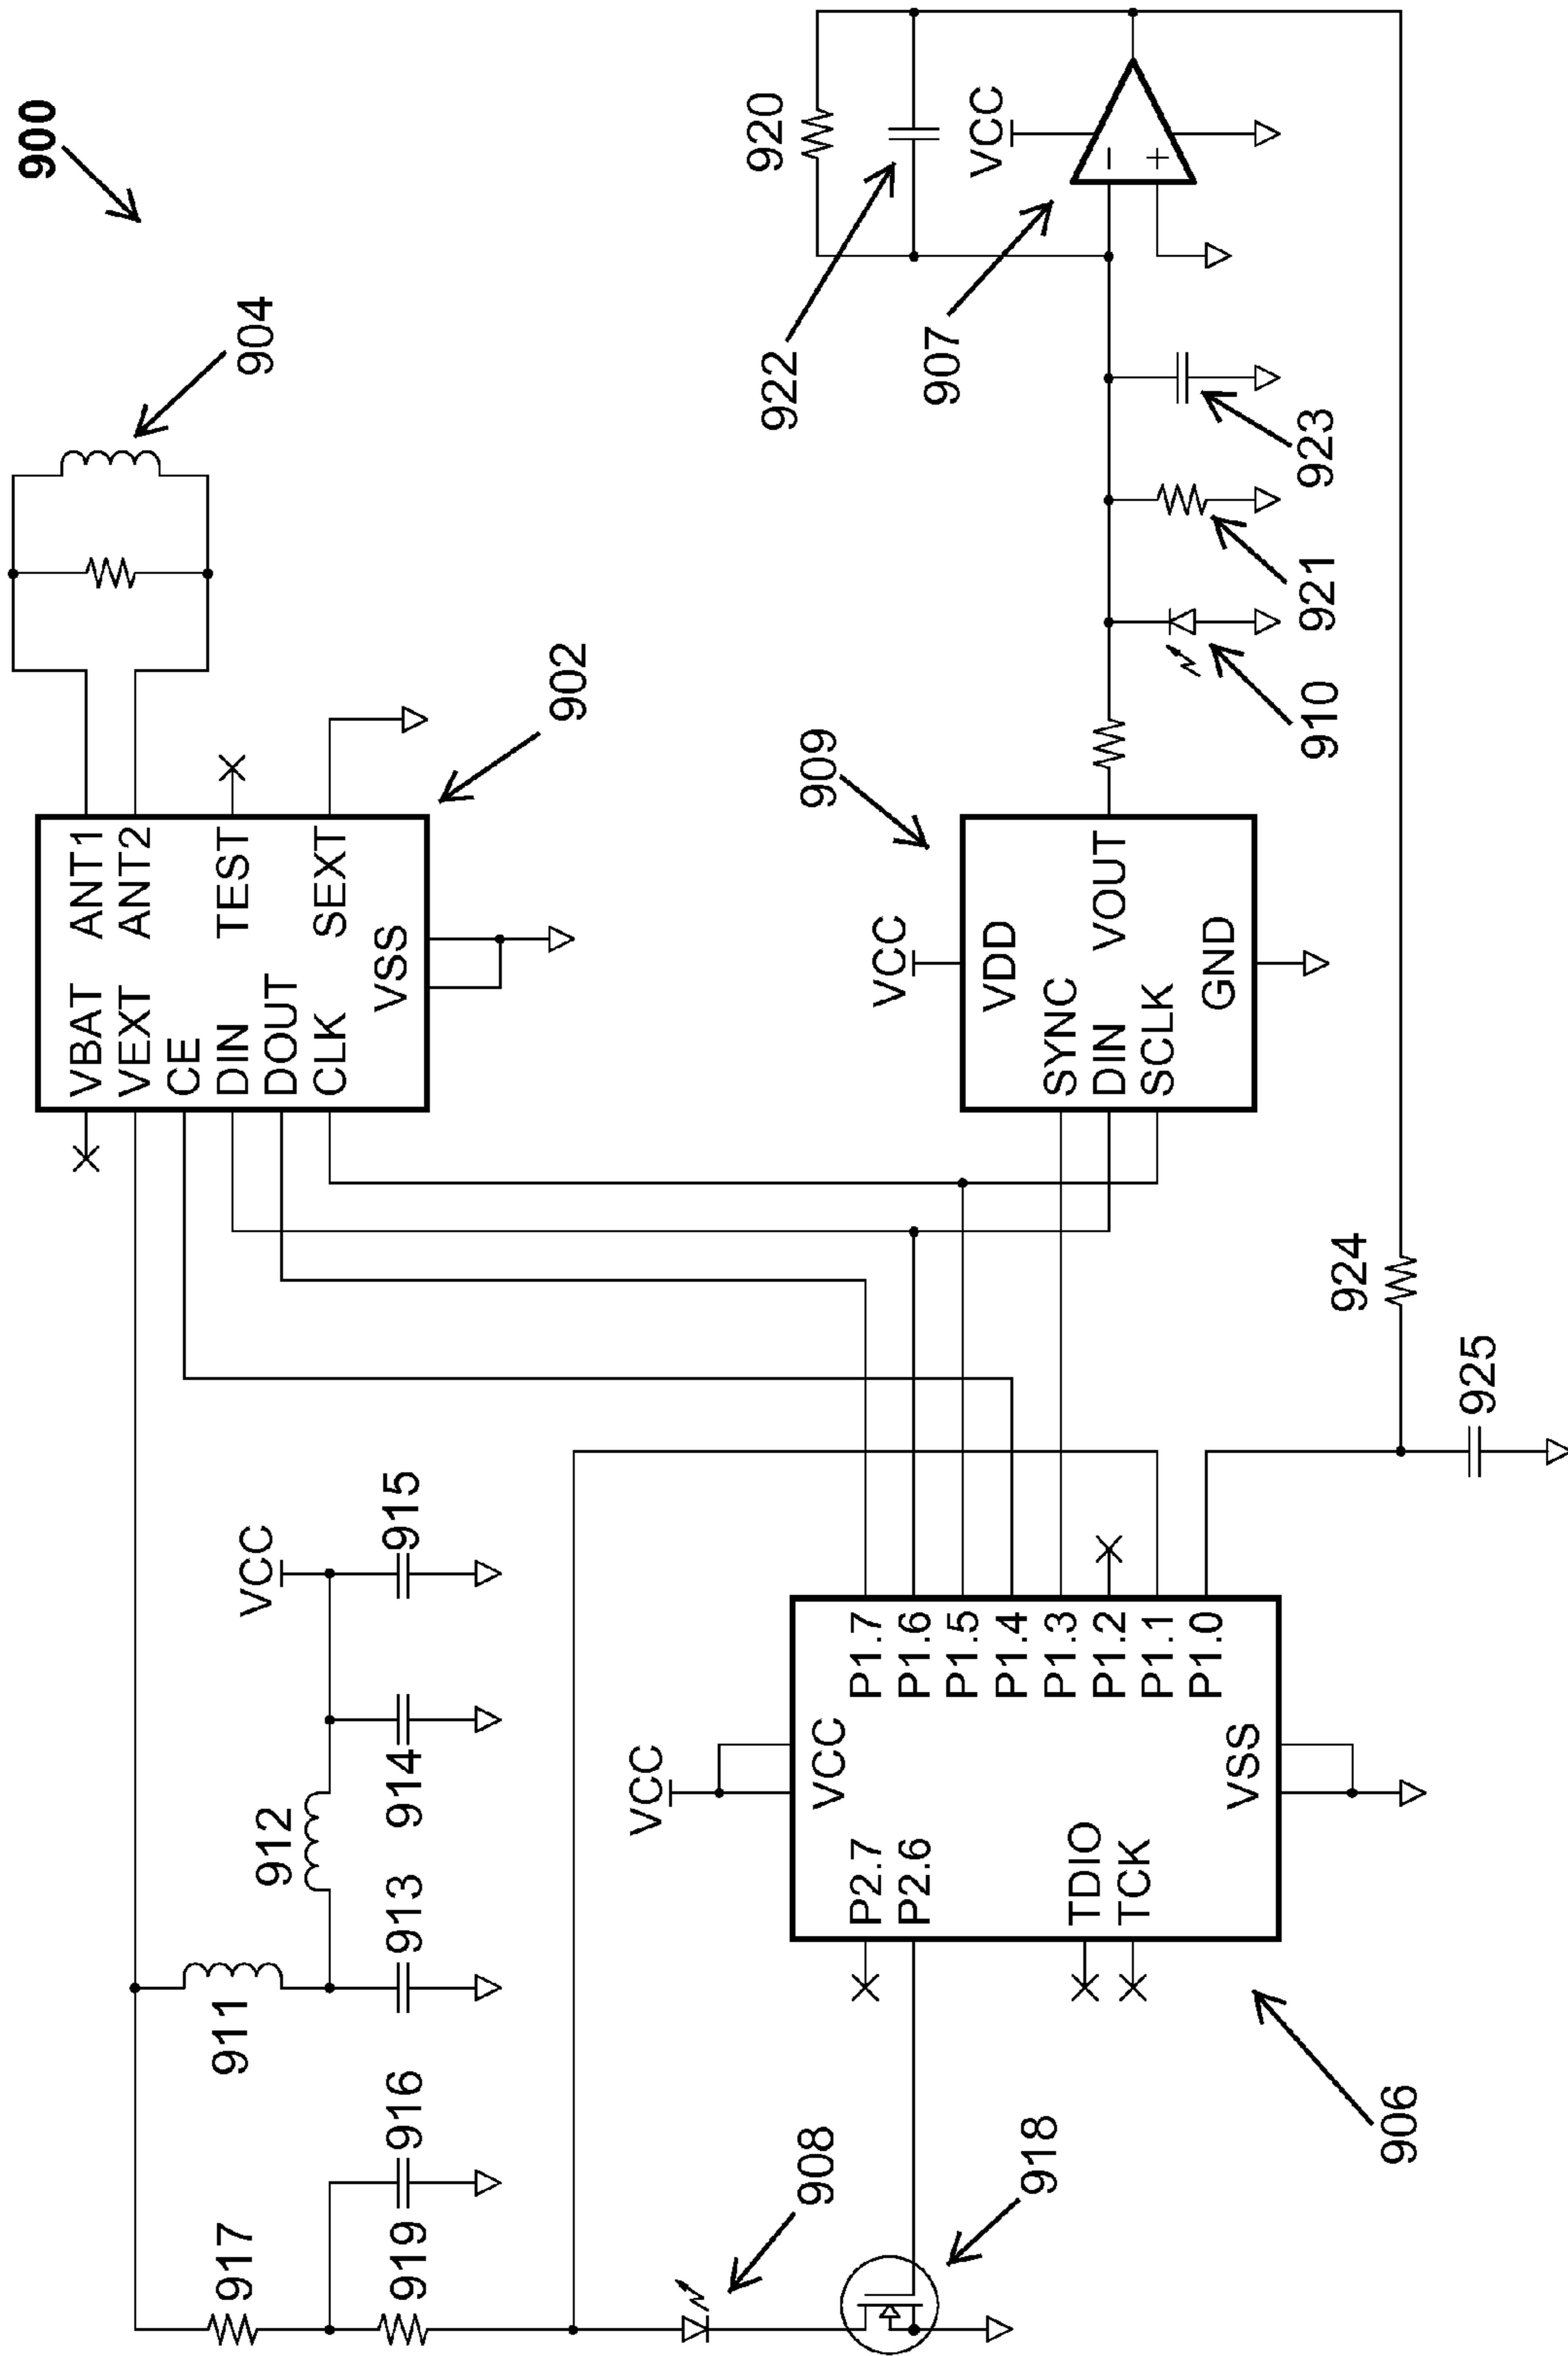 900
904
VBAT ANT1
VEXT ANT2
CE
DIN TEST
DOUT
CLK SEXT
VSS
902
917
919
916
911
912
913
914
915
VCC
908
918
906
VCC
VCC
P2.7
P2.6
TDIO
TCK
VSS
P1.7
P1.6
P1.5
P1.4
P1.3
P1.2
P1.1
P1.0
909
VCC
VDD
SYNC
DIN
SCLK
VOUT
GND
910
921
923
907
922
920
VCC
−
+
924
925